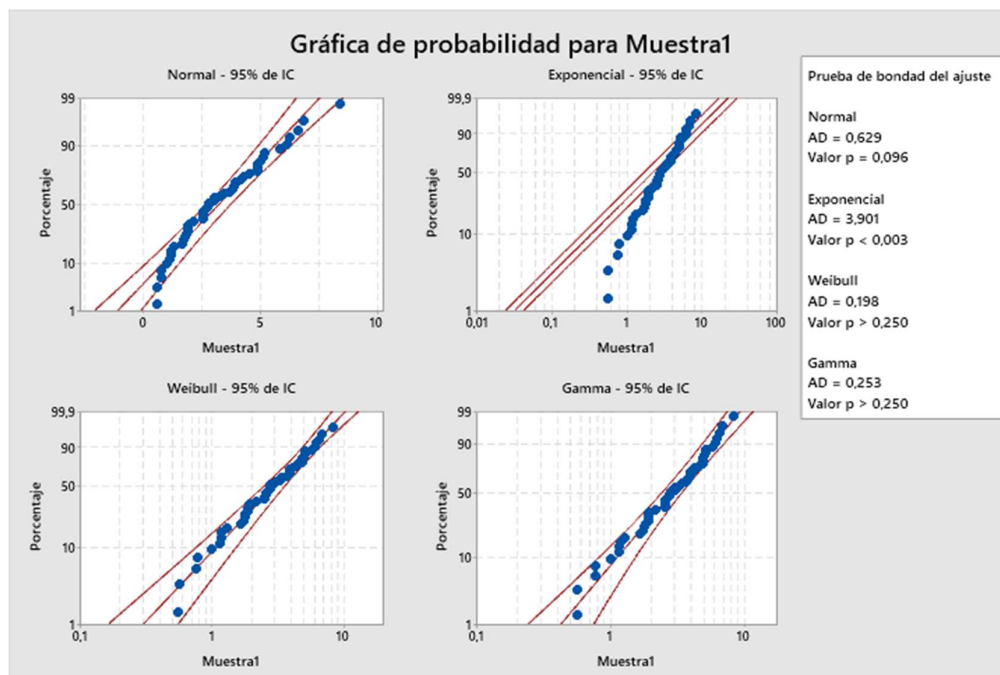 Gráfica de probabilidad para Muestra1
Normal - 95% de IC
99
90
50
10
1
Porcentaje
0
5
10
Muestra1
Exponencial - 95% de IC
99,9
90
50
10
1
Porcentaje
0,01
0,1
1
10
100
Muestra1
Weibull - 95% de IC
99,9
90
50
10
1
Porcentaje
0,1
1
10
Muestra1
Gamma - 95% de IC
99
90
50
10
1
Porcentaje
0,1
1
10
Muestra1
Prueba de bondad del ajuste
Normal
AD = 0,629
Valor p = 0,096
Exponencial
AD = 3,901
Valor p < 0,003
Weibull
AD = 0,198
Valor p > 0,250
Gamma
AD = 0,253
Valor p > 0,250